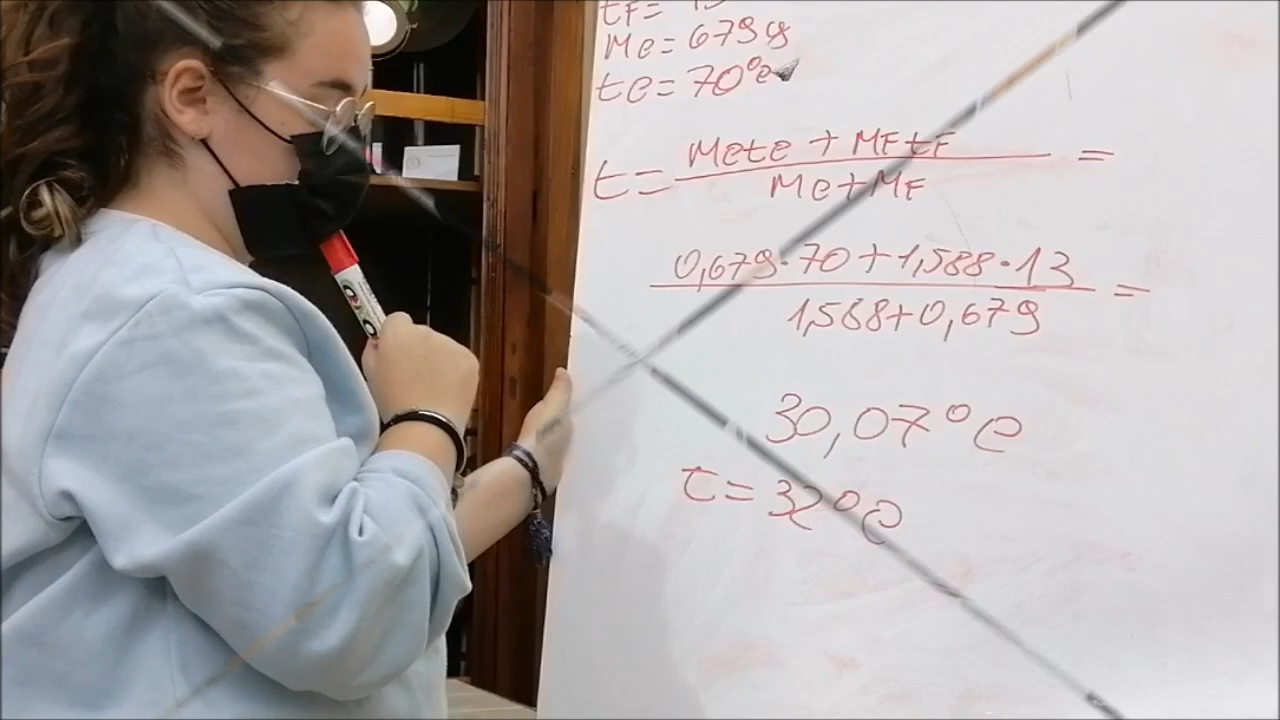 tF=
Mc= 679g
tc= 70°c
t= Mctc + MFtF =
Mc+MF
0,679·70+1,588·13 =
1,588+0,679
30,07°c
t= 32°c